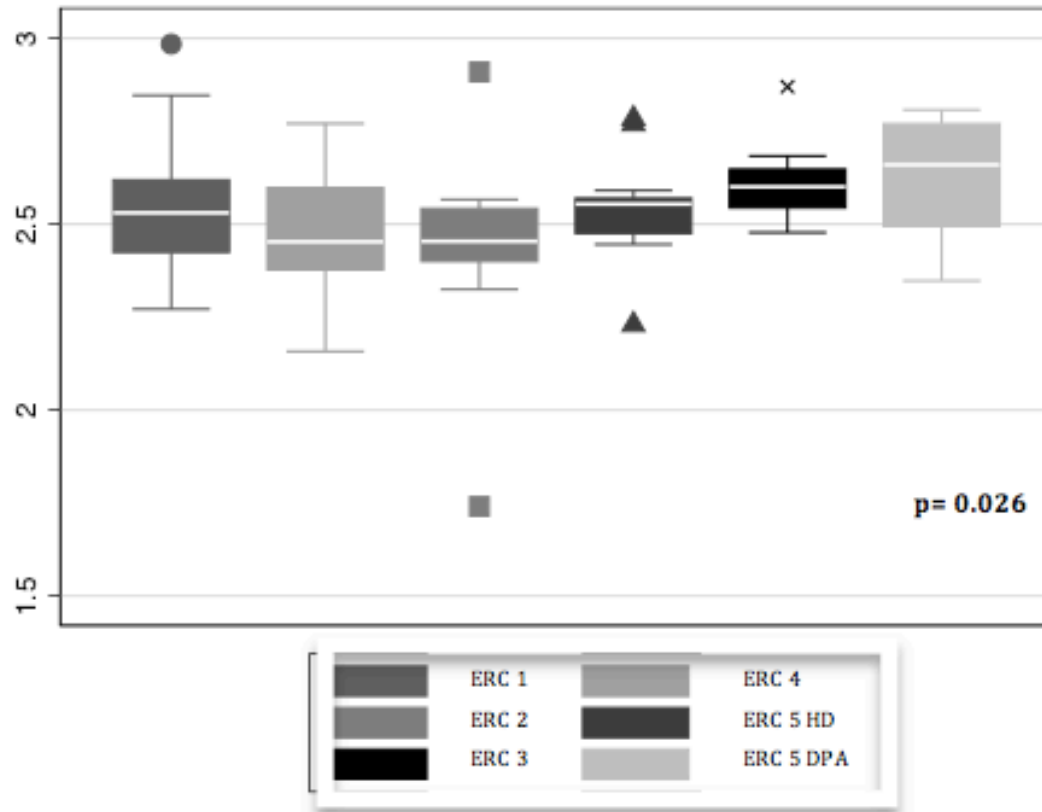 3
2.5
2
1.5
p= 0.026
ERC 1 ERC 4
ERC 2 ERC 5 HD
ERC 3 ERC 5 DPA